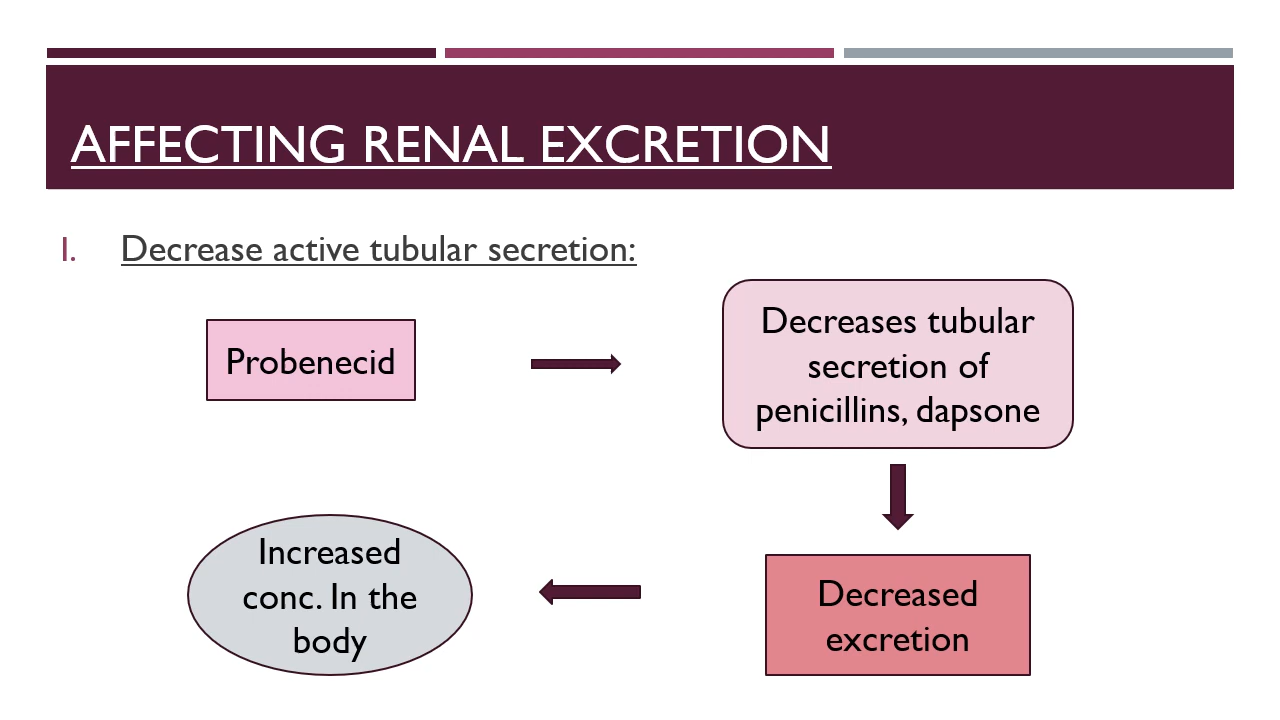 AFFECTING RENAL EXCRETION
I. Decrease active tubular secretion:
Probenecid
Decreases tubular
secretion of
penicillins, dapsone
Decreased
excretion
Increased
conc. In the
body